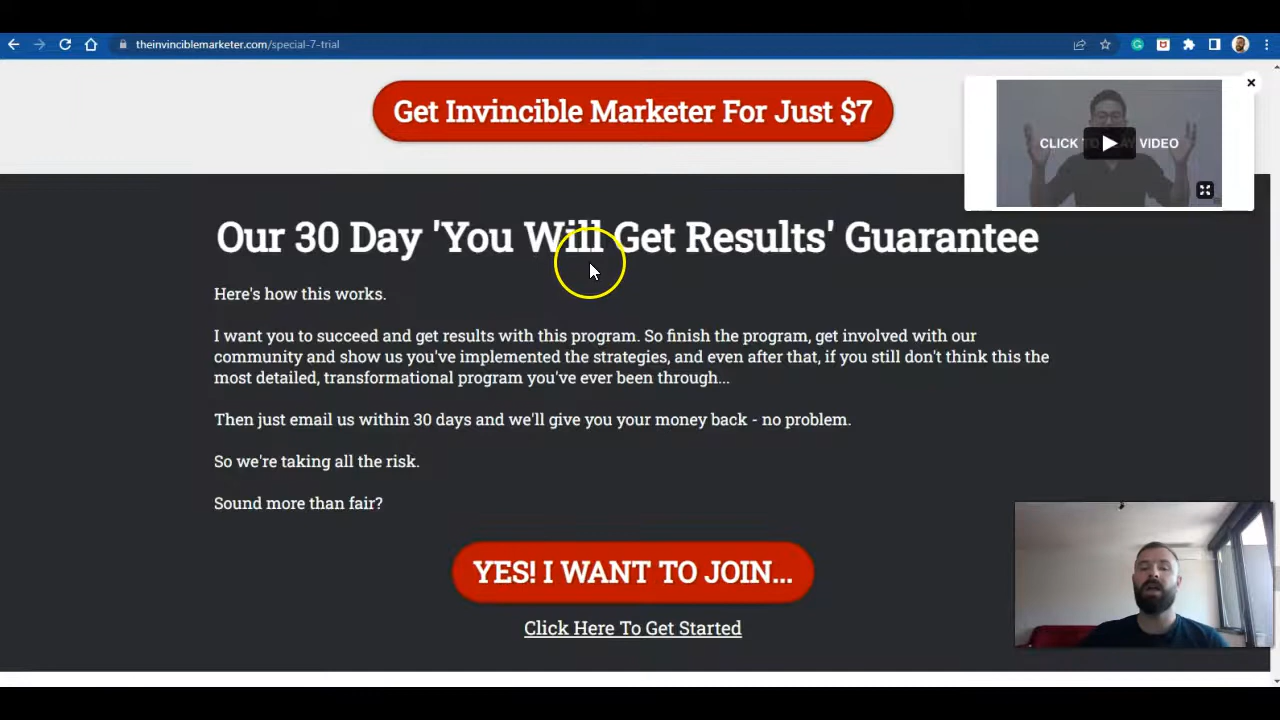 theinvinciblemarketer.com/special-7-trial
Get Invincible Marketer For Just $7
CLICK TO PLAY VIDEO
Our 30 Day 'You Will Get Results' Guarantee
Here's how this works.
I want you to succeed and get results with this program. So finish the program, get involved with our
community and show us you've implemented the strategies, and even after that, if you still don't think this the
most detailed, transformational program you've ever been through...
Then just email us within 30 days and we'll give you your money back - no problem.
So we're taking all the risk.
Sound more than fair?
YES! I WANT TO JOIN...
Click Here To Get Started